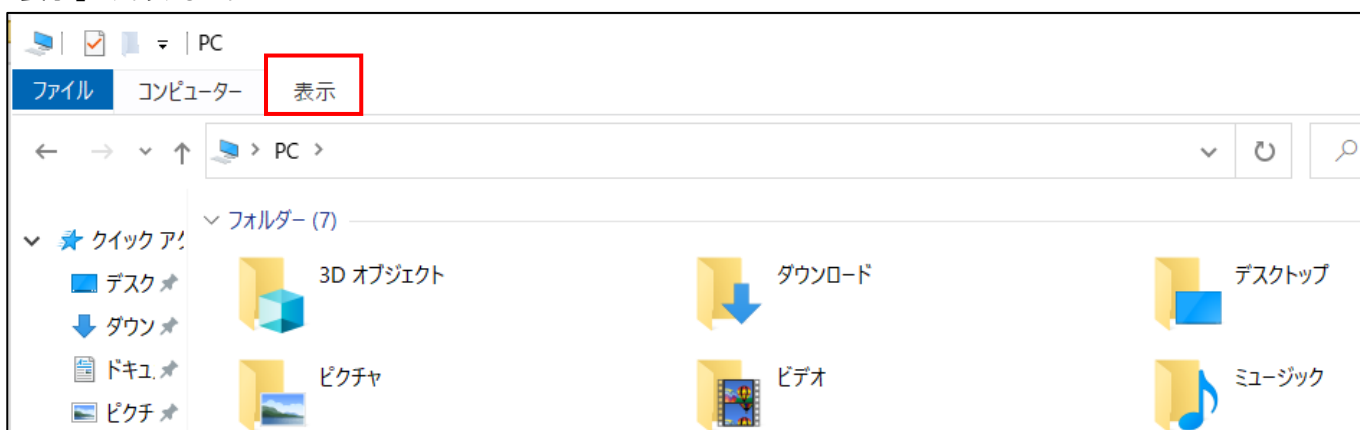 PC
ファイル コンピューター 表示
PC
フォルダー (7)
クイック アク
3D オブジェクト ダウンロード デスクトップ
デスク
ダウン
ドキュ
ピクチャ ビデオ ミュージック
ピクチ